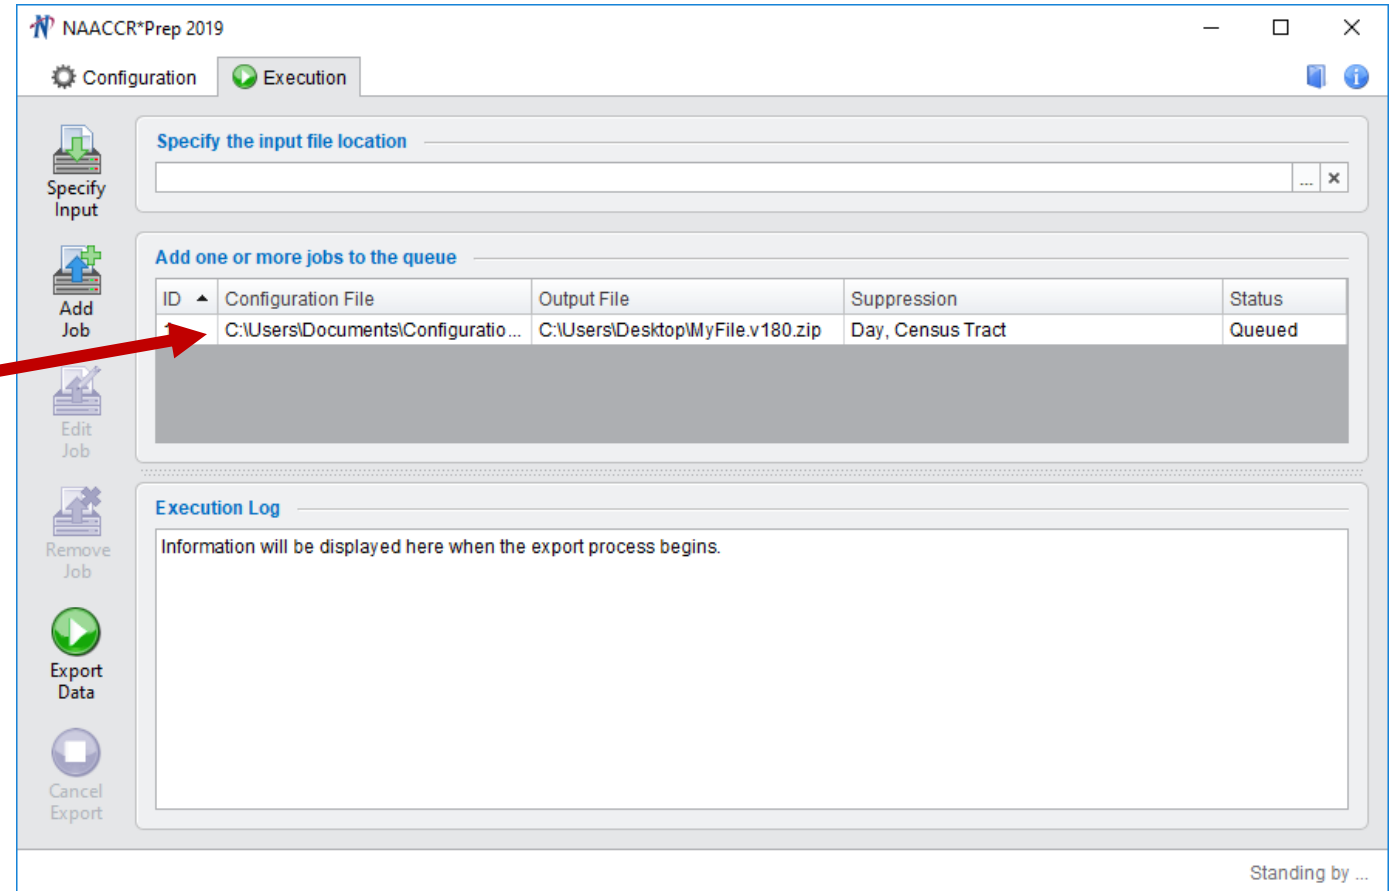 NAACCR*Prep 2019
Configuration Execution
Specify the input file location
...
Specify
Input
Add one or more jobs to the queue
ID Configuration File Output File Suppression Status
C:\Users\Documents\Configuratio... C:\Users\Desktop\MyFile.v180.zip Day, Census Tract Queued
Add
Job
Edit
Job
Execution Log
Information will be displayed here when the export process begins.
Remove
Job
Export
Data
Cancel
Export
Standing by ...